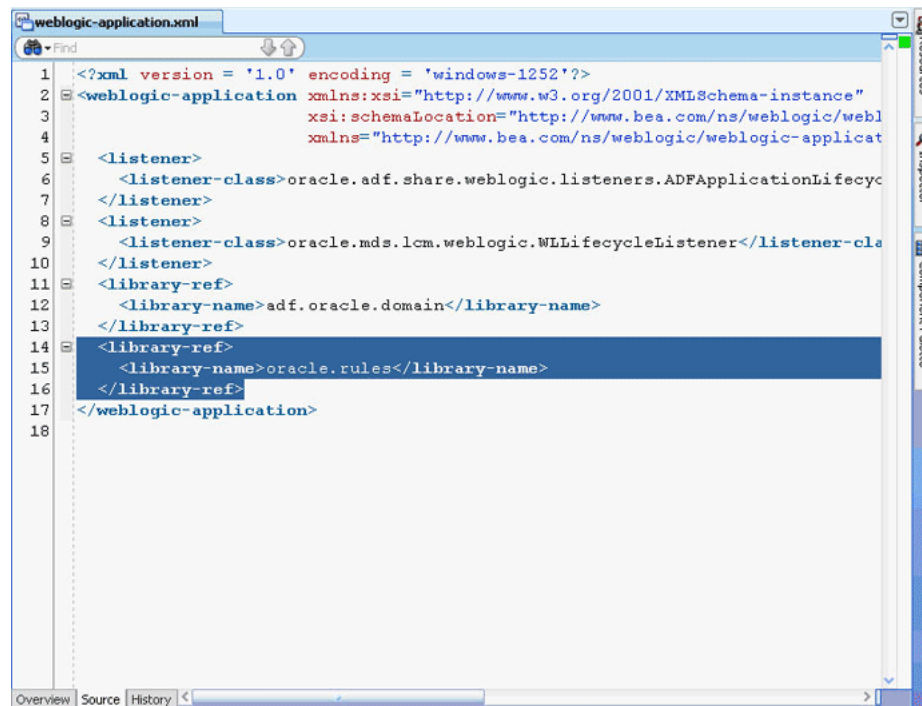 weblogic-application.xml
Find
1 <?xml version = '1.0' encoding = 'windows-1252'?>
2 <weblogic-application xmlns:xsi="http://www.w3.org/2001/XMLSchema-instance"
3 xsi:schemaLocation="http://www.bea.com/ns/weblogic/webl
4 xmlns="http://www.bea.com/ns/weblogic/weblogic-applicat
5 <listener>
6 <listener-class>oracle.adf.share.weblogic.listeners.ADFApplicationLifecyc
7 </listener>
8 <listener>
9 <listener-class>oracle.mds.lcm.weblogic.WLLifecycleListener</listener-cla
10 </listener>
11 <library-ref>
12 <library-name>adf.oracle.domain</library-name>
13 </library-ref>
14 <library-ref>
15 <library-name>oracle.rules</library-name>
16 </library-ref>
17 </weblogic-application>
18
Overview Source History